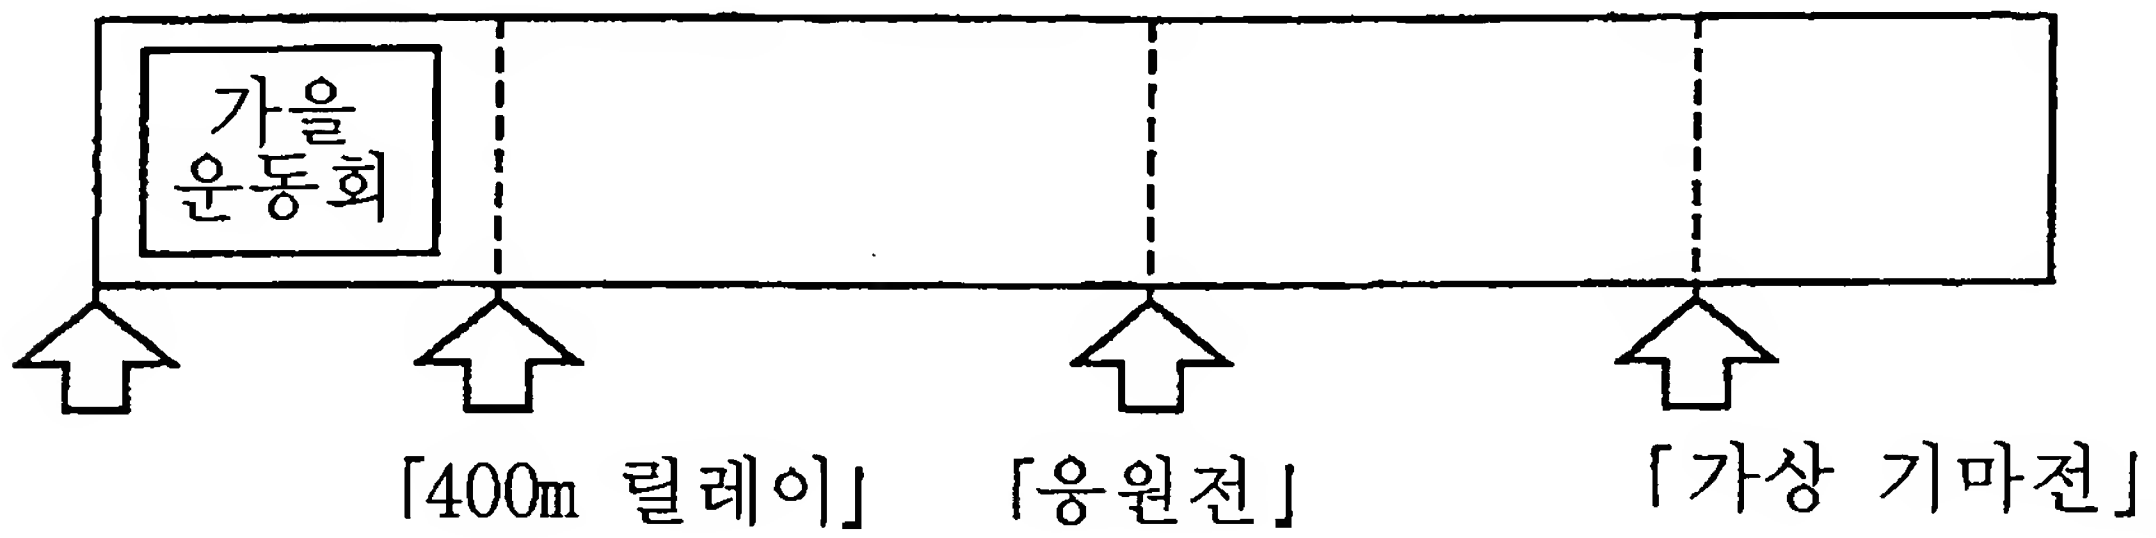 가을
운동회
「400m 릴레이」
「응원전」
「가상 기마전」